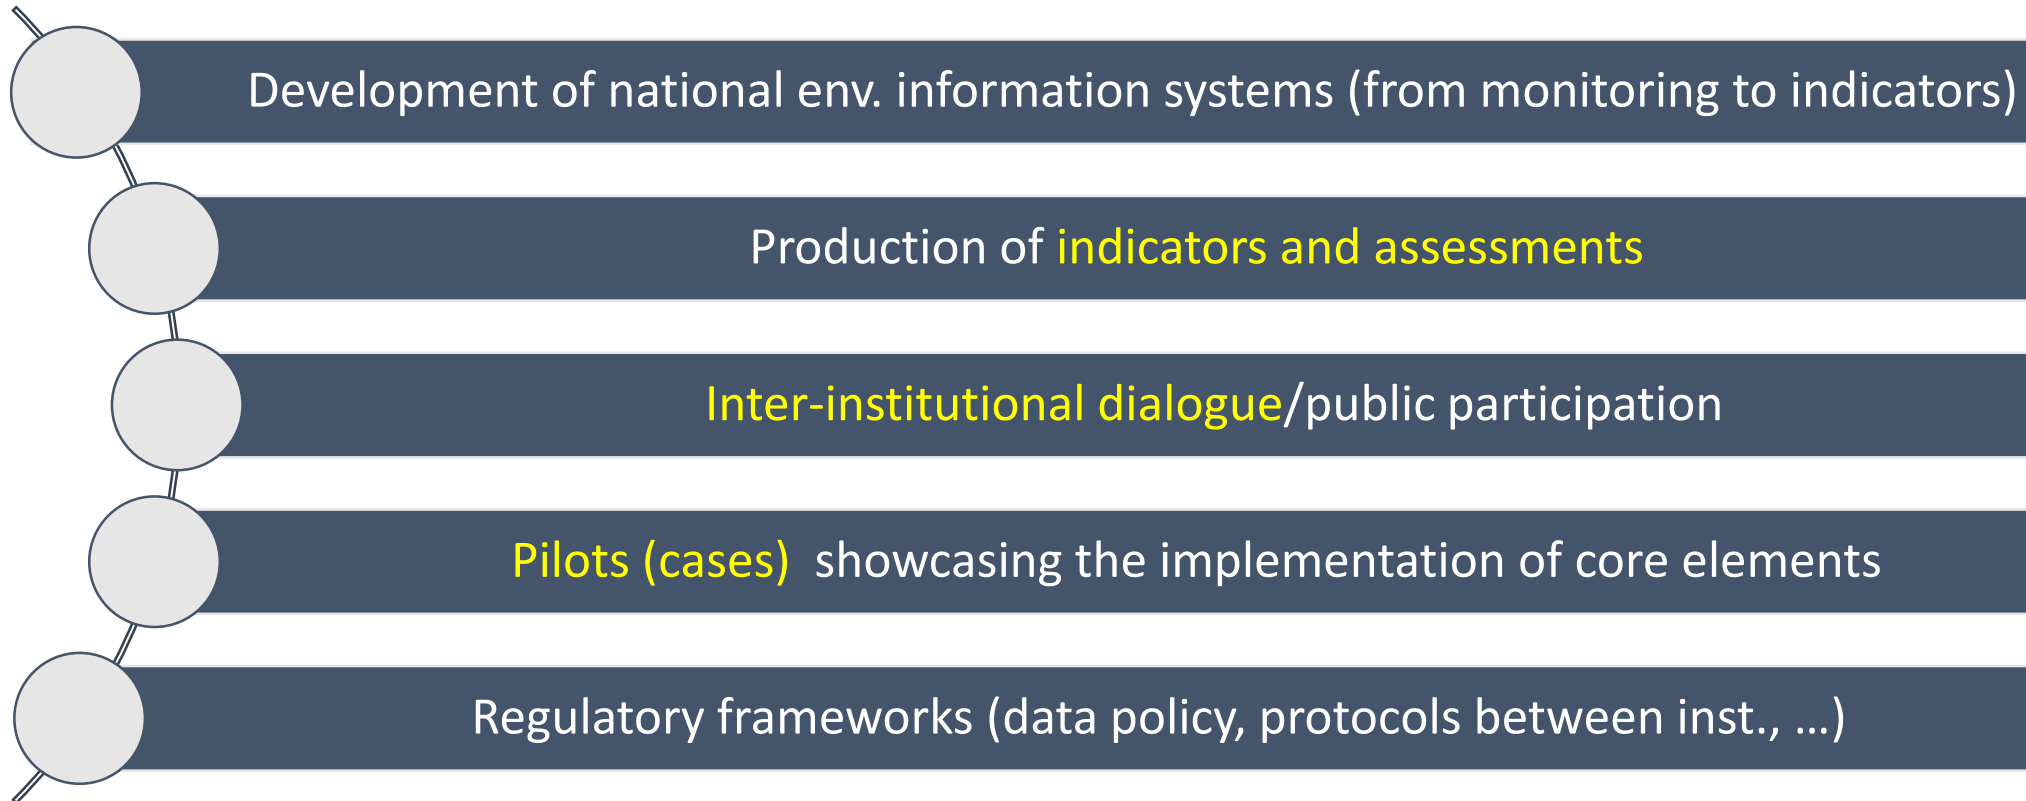 Development of national env. information systems (from monitoring to indicators)
Production of indicators and assessments
Inter-institutional dialogue/public participation
Pilots (cases)  showcasing the implementation of core elements
Regulatory frameworks (data policy, protocols between inst., …)